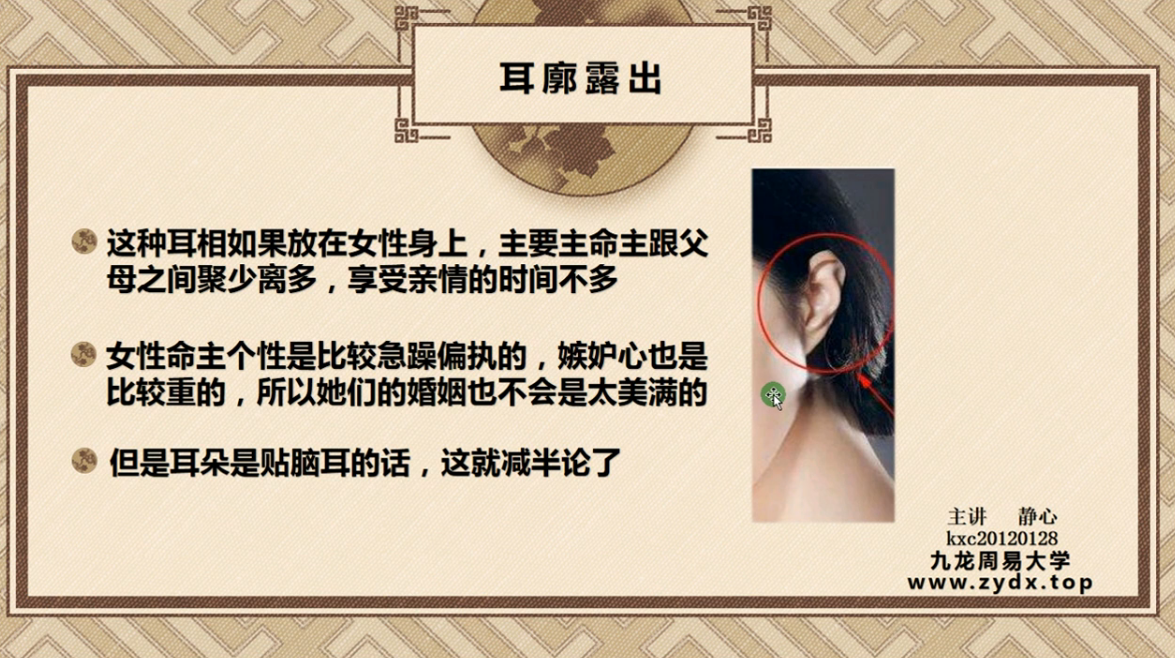 耳廓露出
这种耳相如果放在女性身上，主要主命主跟父
母之间聚少离多，享受亲情的时间不多
女性命主个性是比较急躁偏执的，嫉妒心也是
比较重的，所以她们的婚姻也不会是太美满的
但是耳朵是贴脑耳的话，这就减半论了
主讲 静心
kxc20120128
九龙周易大学
www.zydx.top